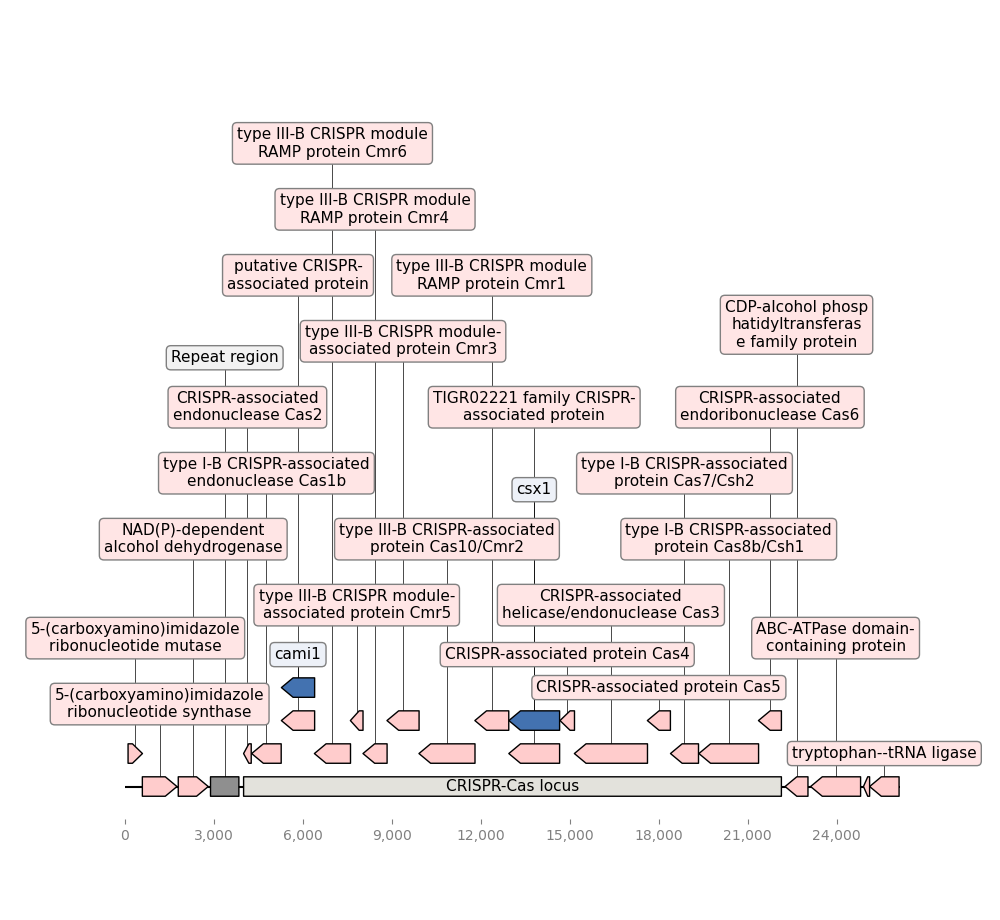 type III-B CRISPR module
RAMP protein Cmr6
type III-B CRISPR module
RAMP protein Cmr4
putative CRISPR-
associated protein
type III-B CRISPR module
RAMP protein Cmr1
CDP-alcohol phosp
hatidyltransferas
e family protein
type III-B CRISPR module-
associated protein Cmr3
Repeat region
CRISPR-associated
endonuclease Cas2
TIGR02221 family CRISPR-
associated protein
CRISPR-associated
endoribonuclease Cas6
type I-B CRISPR-associated
endonuclease Cas1b
type I-B CRISPR-associated
protein Cas7/Csh2
csx1
NAD(P)-dependent
alcohol dehydrogenase
type III-B CRISPR-associated
protein Cas10/Cmr2
type I-B CRISPR-associated
protein Cas8b/Csh1
type III-B CRISPR module-
associated protein Cmr5
CRISPR-associated
helicase/endonuclease Cas3
5-(carboxyamino)imidazole
ribonucleotide mutase
ABC-ATPase domain-
containing protein
cami1
CRISPR-associated protein Cas4
CRISPR-associated protein Cas5
5-(carboxyamino)imidazole
ribonucleotide synthase
tryptophan--tRNA ligase
CRISPR-Cas locus
0
3,000
6,000
9,000
12,000
15,000
18,000
21,000
24,000